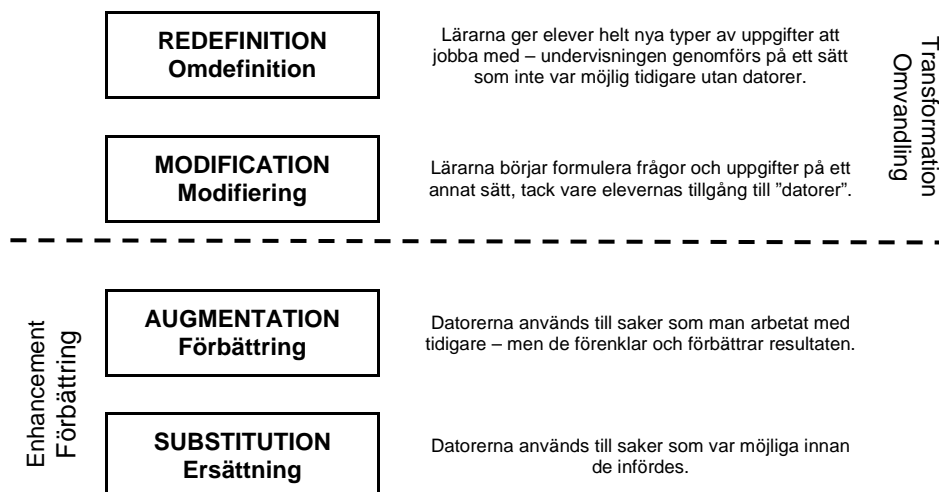 REDEFINITION
Omdefinition
Lärarna ger elever helt nya typer av uppgifter att
jobba med – undervisningen genomförs på ett sätt
som inte var möjlig tidigare utan datorer.
Transformation
Omvandling
MODIFICATION
Modifiering
Lärarna börjar formulera frågor och uppgifter på ett
annat sätt, tack vare elevernas tillgång till ”datorer”.
Enhancement
Förbättring
AUGMENTATION
Förbättring
Datorerna används till saker som man arbetat med
tidigare – men de förenklar och förbättrar resultaten.
SUBSTITUTION
Ersättning
Datorerna används till saker som var möjliga innan
de infördes.